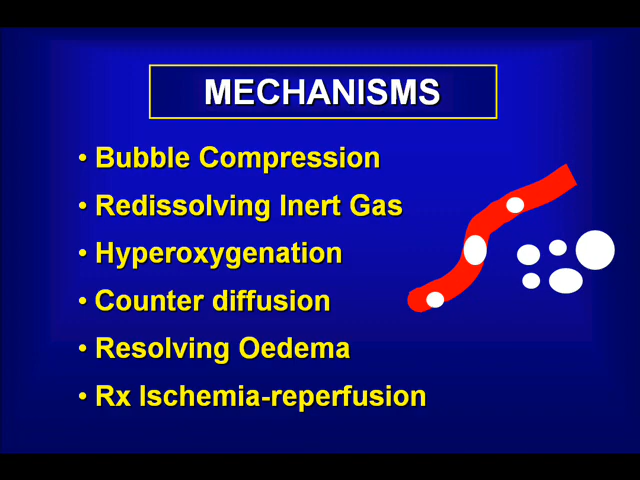 MECHANISMS
• Bubble Compression
• Redissolving Inert Gas
• Hyperoxygenation
• Counter diffusion
• Resolving Oedema
• Rx Ischemia-reperfusion